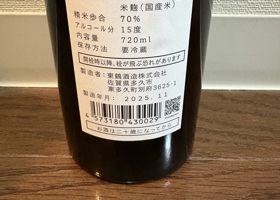 米麹(国産米)
精米歩合 70%
アルコール分 15度
内容量 720ml
保存方法 要冷蔵
開栓時以降、栓が飛ぶ恐れがあります
製造者:東鶴酒造株式会社
佐賀県多久市
東多久町別府3625-1
製造年月: 2025.11
4 573180 430029
お酒は二十歳になってから